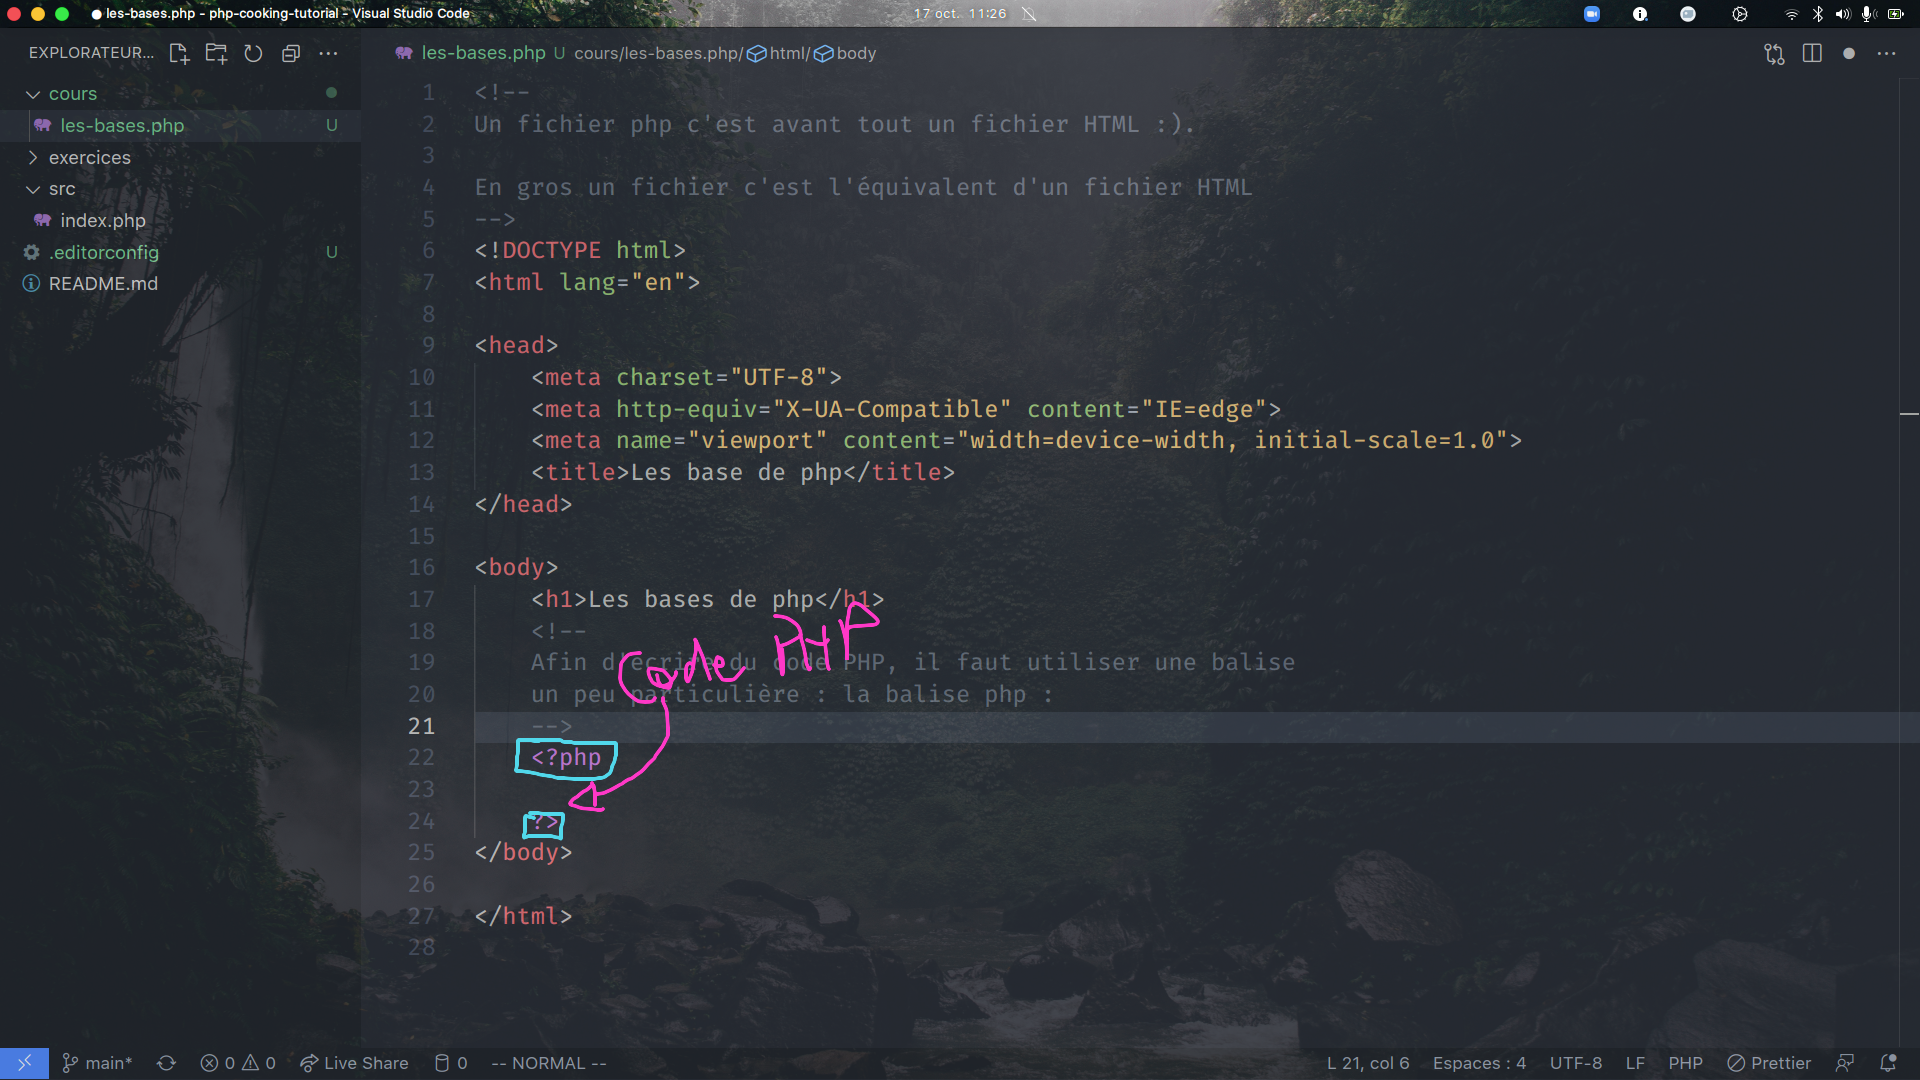 les-bases.php - php-cooking-tutorial - Visual Studio Code
17 oct. 11:26
EXPLORATEUR...
les-bases.php U cours/les-bases.php/html/body
cours
les-bases.php U
exercices
src
index.php
.editorconfig U
README.md
1 <!--
2 Un fichier php c'est avant tout un fichier HTML :).
3
4 En gros un fichier c'est l'équivalent d'un fichier HTML
5 -->
6 <!DOCTYPE html>
7 <html lang="en">
8
9 <head>
10 <meta charset="UTF-8">
11 <meta http-equiv="X-UA-Compatible" content="IE=edge">
12 <meta name="viewport" content="width=device-width, initial-scale=1.0">
13 <title>Les base de php</title>
14 </head>
15
16 <body>
17 <h1>Les bases de php</h1>
18 <!--
Code PHP
19 Afin d'écrire du code PHP, il faut utiliser une balise
20 un peu particulière : la balise php :
21 -->
22 <?php
23
24 ?>
25 </body>
26
27 </html>
28
main* 0 0 Live Share 0 -- NORMAL -- L 21, col 6 Espaces : 4 UTF-8 LF PHP Prettier